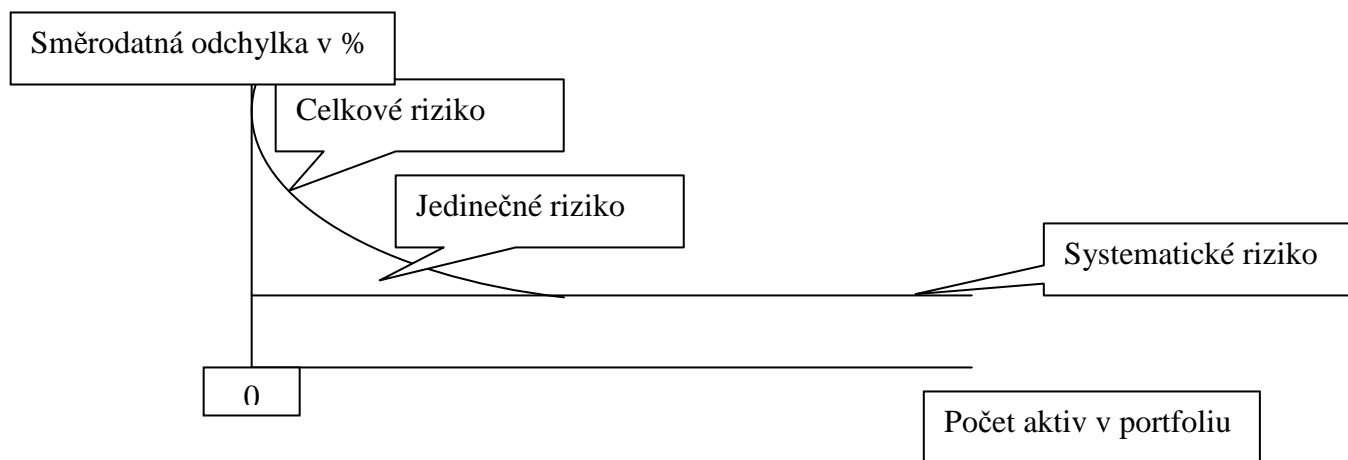 Směrodatná odchylka v %
Celkové riziko
Jedinečné riziko
Systematické riziko
0
Počet aktiv v portfoliu